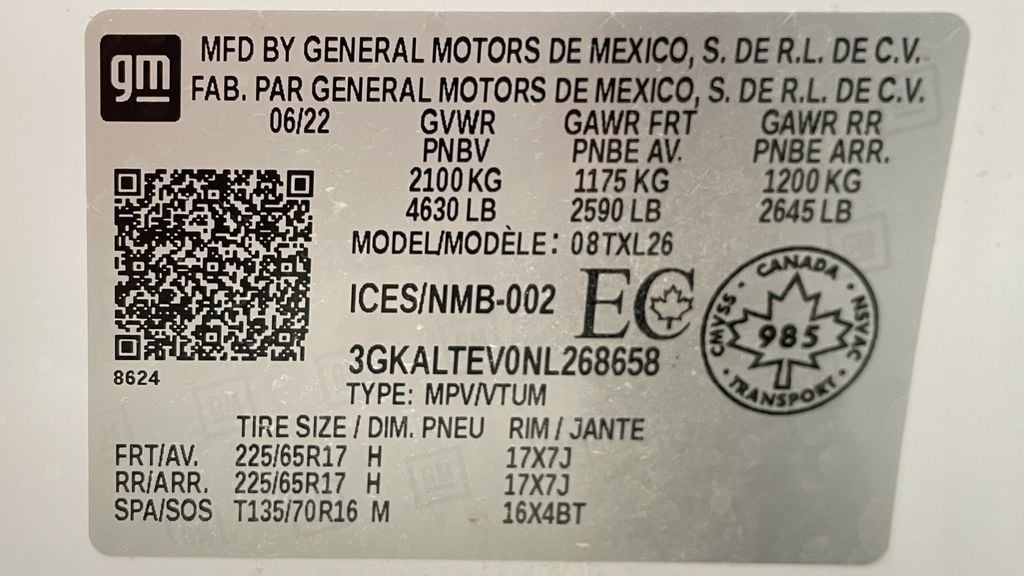 gm
MFD BY GENERAL MOTORS DE MEXICO, S. DE R.L. DE C.V.
FAB. PAR GENERAL MOTORS DE MEXICO, S. DE R.L. DE C.V.
06/22 GVWR GAWR FRT GAWR RR
PNBV PNBE AV. PNBE ARR.
2100 KG 1175 KG 1200 KG
4630 LB 2590 LB 2645 LB
MODEL/MODÈLE: 08TXL26
ICES/NMB-002 EC
CANADA
CMVSS 985 NSVAC
TRANSPORT
3GKALTEV0NL268658
8624
TYPE: MPV/VTUM
TIRE SIZE / DIM. PNEU RIM / JANTE
FRT/AV. 225/65R17 H 17X7J
RR/ARR. 225/65R17 H 17X7J
SPA/SOS T135/70R16 M 16X4BT